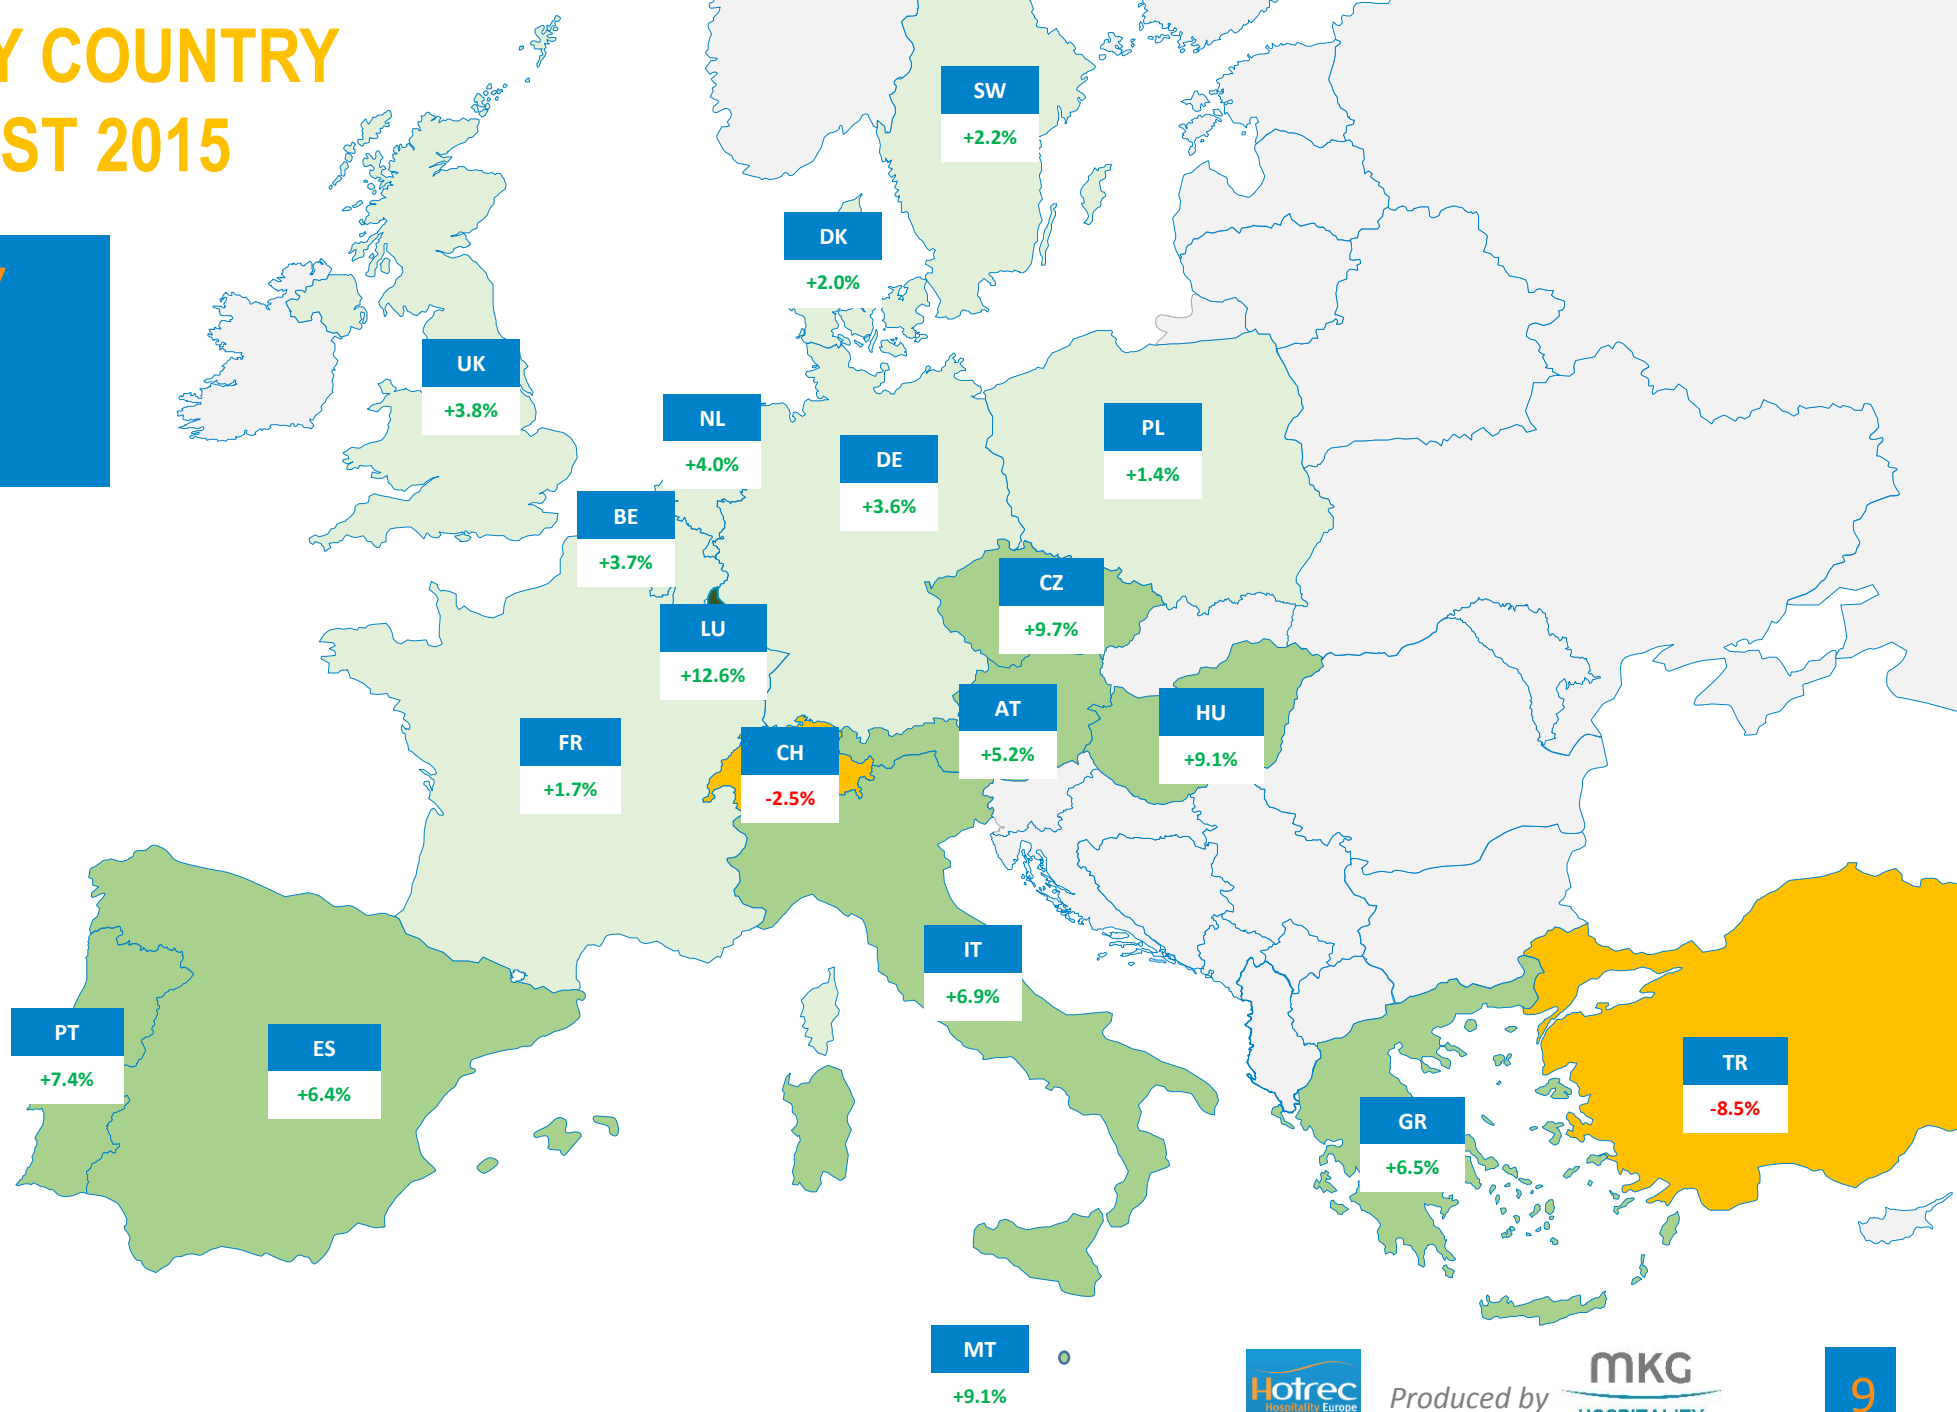 Y COUNTRY
ST 2015
SW
+2.2%
DK
+2.0%
UK
+3.8%
NL
+4.0%
PL
+1.4%
DE
+3.6%
BE
+3.7%
CZ
+9.7%
LU
+12.6%
AT
+5.2%
HU
+9.1%
FR
+1.7%
CH
-2.5%
IT
+6.9%
PT
+7.4%
ES
+6.4%
TR
-8.5%
GR
+6.5%
MT
+9.1%
Hotrec
Hospitality Europe
Produced by
MKG
HOSPITALITY
9